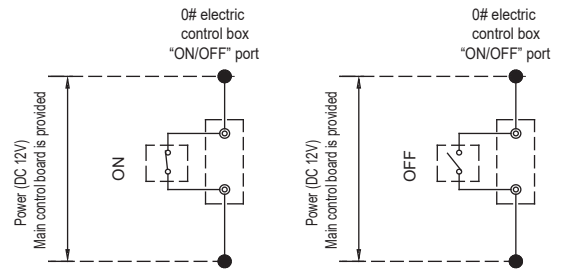 0# electric
control box
“ON/OFF” port
Power (DC 12V)
Main control board is provided
ON
0# electric
control box
“ON/OFF” port
Power (DC 12V)
Main control board is provided
OFF